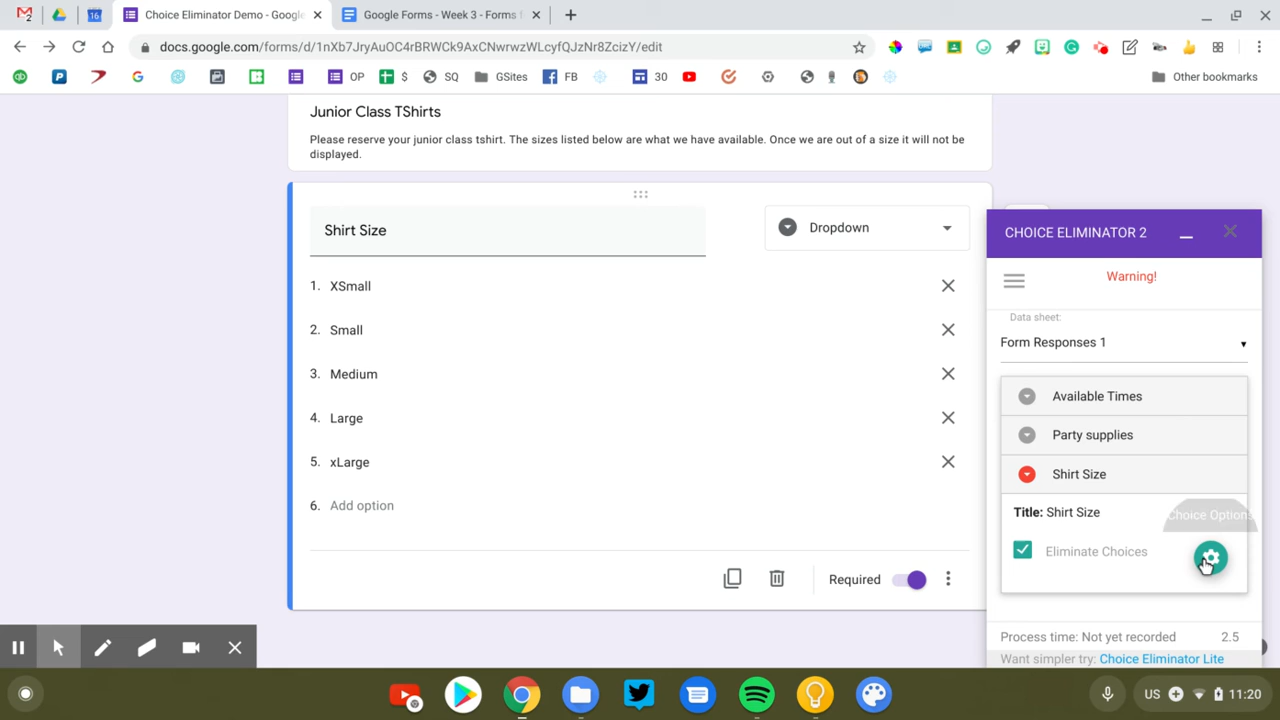 Choice Eliminator Demo - Google
Google Forms - Week 3 - Forms f
docs.google.com/forms/d/1nXb7JryAuOC4rBRWCk9AxCNwrwzWLcyfQJzNr8ZcizY/edit
OP
$
SQ
GSites
FB
30
Other bookmarks
Junior Class TShirts
Please reserve your junior class tshirt. The sizes listed below are what we have available. Once we are out of a size it will not be
displayed.
Shirt Size
Dropdown
1. XSmall
2. Small
3. Medium
4. Large
5. xLarge
6. Add option
Required
CHOICE ELIMINATOR 2
Warning!
Data sheet:
Form Responses 1
Available Times
Party supplies
Shirt Size
Title: Shirt Size
Choice Options
Eliminate Choices
Process time: Not yet recorded 2.5
Want simpler try: Choice Eliminator Lite
US
11:20